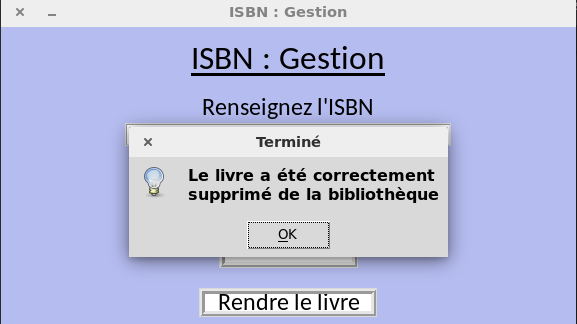 ISBN : Gestion
ISBN : Gestion
Renseignez l'ISBN
Terminé
Le livre a été correctement
supprimé de la bibliothèque
OK
Rendre le livre